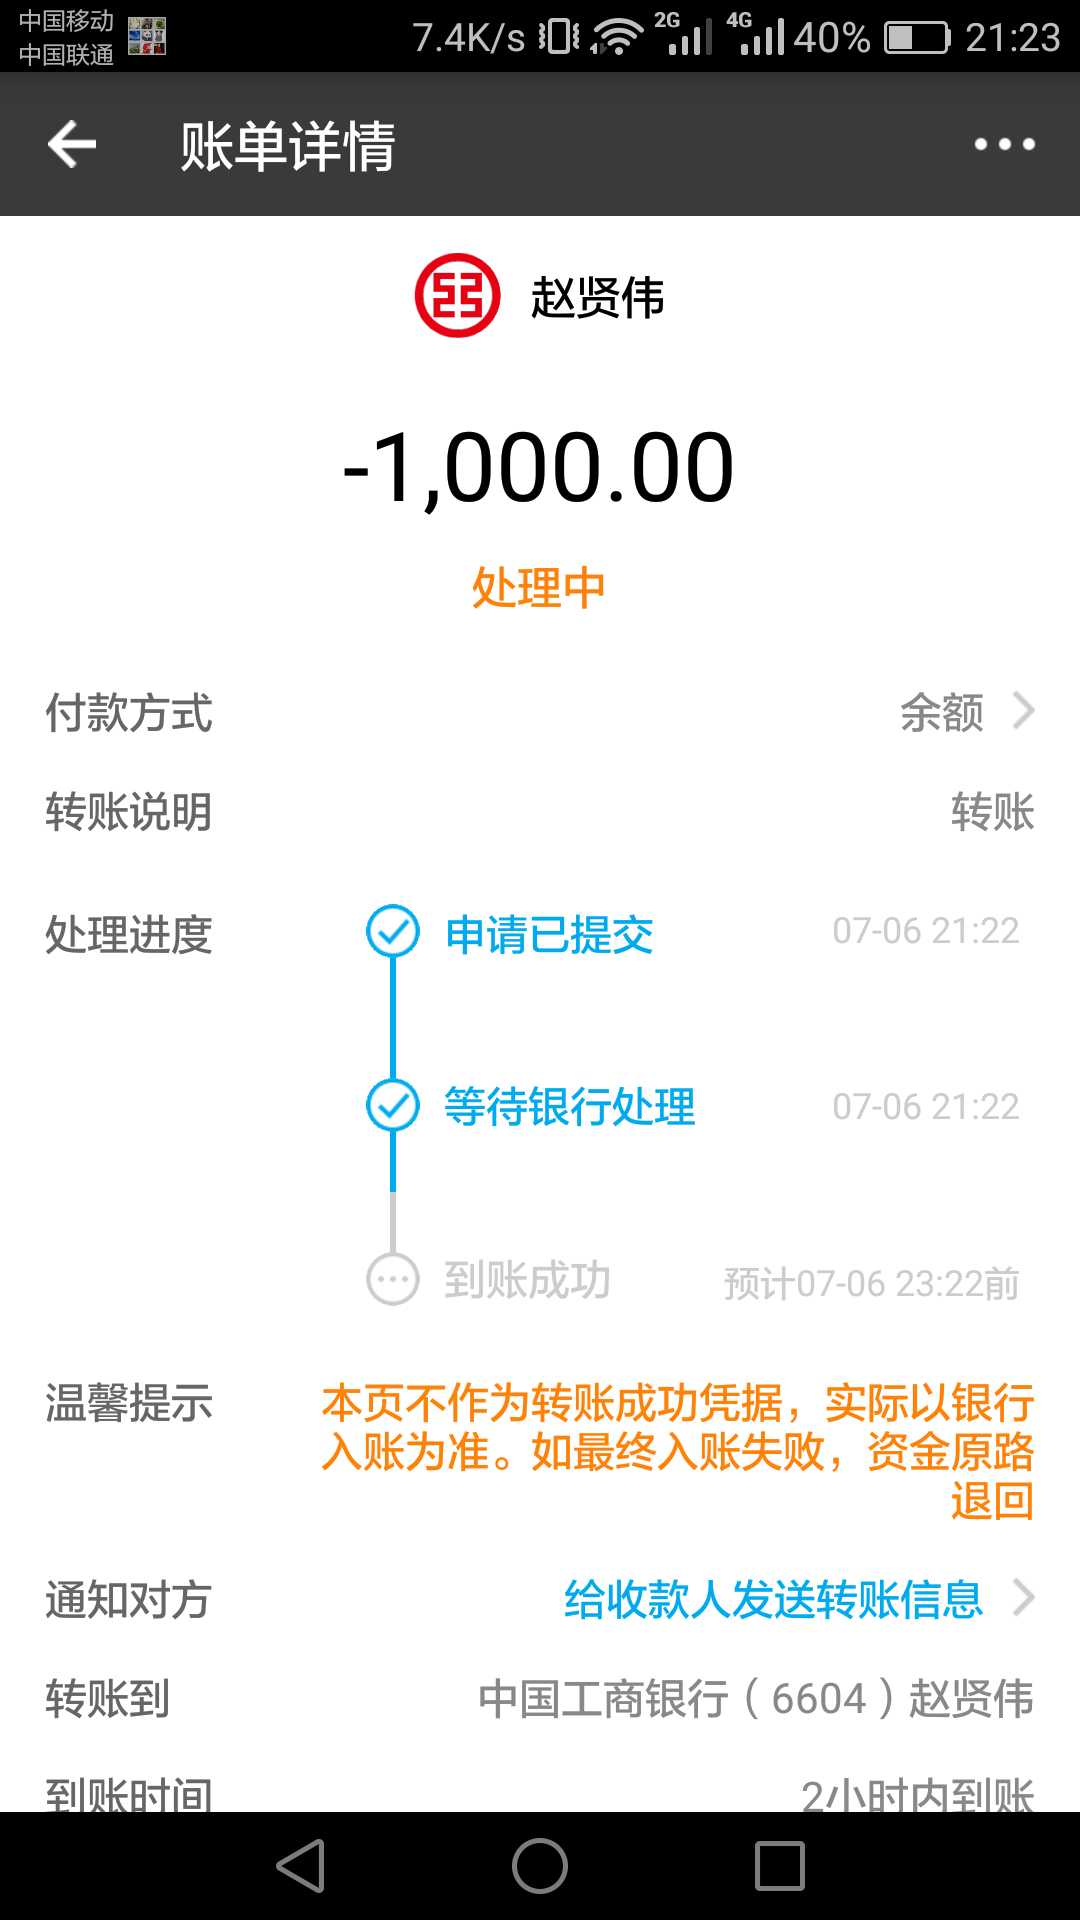 中国移动
中国联通
7.4K/s 2G 4G 40% 21:23
账单详情
赵贤伟
-1,000.00
处理中
付款方式 余额
转账说明 转账
处理进度 申请已提交 07-06 21:22
等待银行处理 07-06 21:22
到账成功 预计07-06 23:22前
温馨提示 本页不作为转账成功凭据，实际以银行
入账为准。如最终入账失败，资金原路
退回
通知对方 给收款人发送转账信息
转账到 中国工商银行（6604）赵贤伟
到账时间 2小时内到账